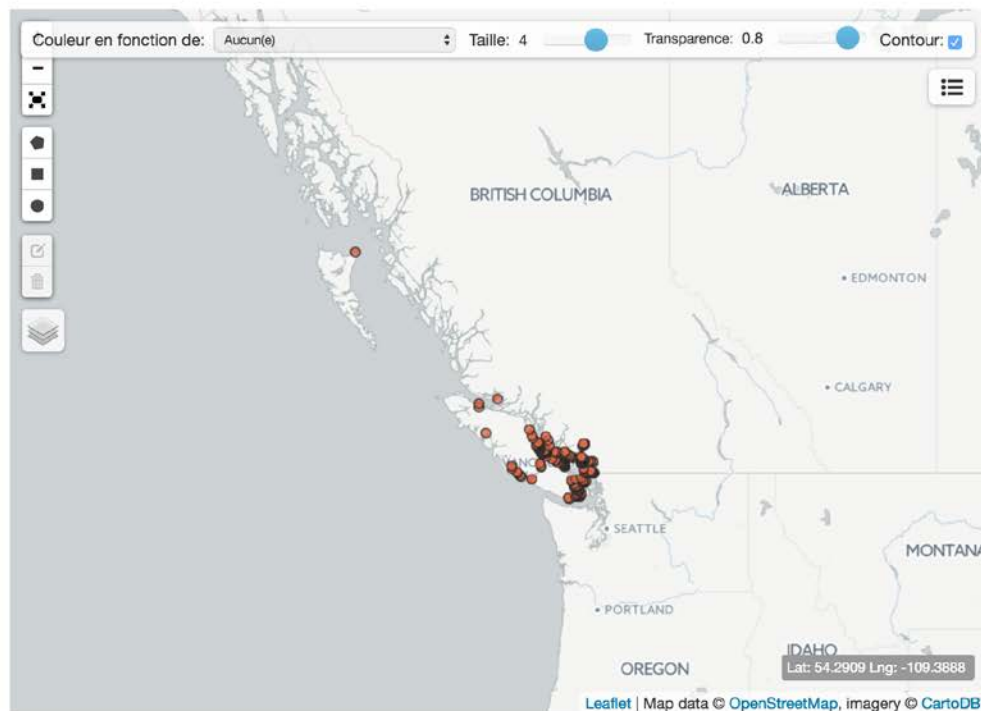 Couleur en fonction de: Aucun(e) Taille: 4 Transparence: 0.8 Contour:
BRITISH COLUMBIA
ALBERTA
EDMONTON
CALGARY
SEATTLE
MONTANA
PORTLAND
IDAHO
OREGON
Lat: 54.2909 Lng: -109.3888
Leaflet | Map data © OpenStreetMap, imagery © CartoDB